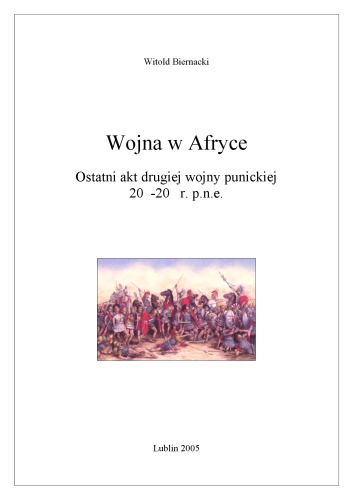 Witold Biernacki
Wojna w Afryce
Ostatni akt drugiej wojny punickiej
20 -20 r. p.n.e.
Lublin 2005